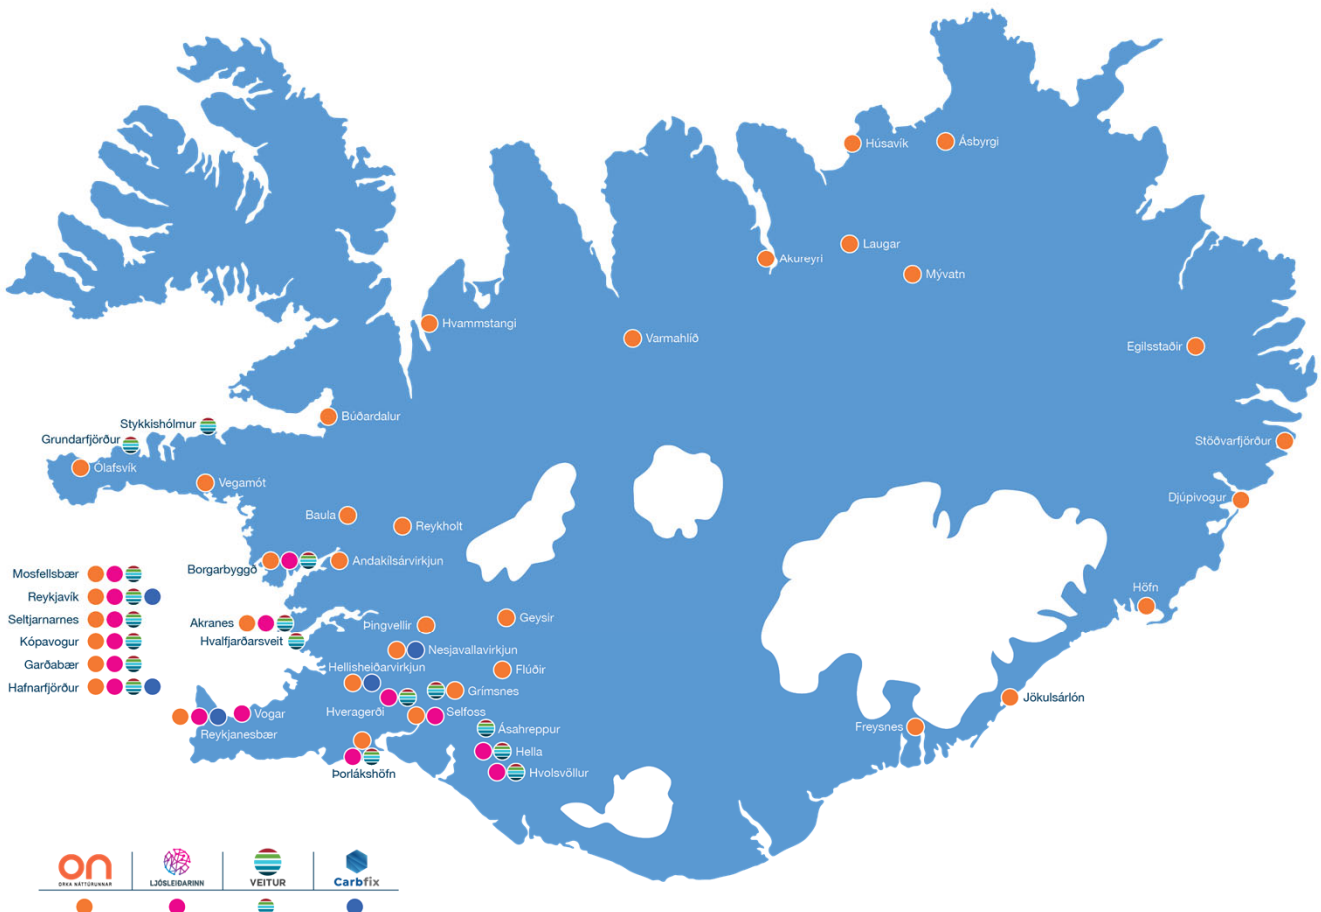 Húsavík
Ásbyrgi
Laugar
Akureyri
Mývatn
Hvammstangi
Varmahlíð
Egilsstaðir
Búðardalur
Stykkishólmur
Grundarfjörður
Stöðvarfjörður
Ólafsvík
Vegamót
Djúpivogur
Baula
Reykholt
Borgarbyggð
Andakílsárvirkjun
Mosfellsbær
Reykjavík
Seltjarnarnes
Kópavogur
Garðabær
Hafnarfjörður
Höfn
Akranes
Hvalfjarðarsveit
Geysir
Þingvellir
Nesjavallavirkjun
Hellisheiðarvirkjun
Flúðir
Grímsnes
Hveragerði
Selfoss
Jökulsárlón
Freysnes
Vogar
Reykjanesbær
Ásahreppur
Hella
Þorlákshöfn
Hvolsvöllur
on
ORKA NÁTTÚRUNNAR
LJÓSLEIÐARINN
VEITUR
Carbfix